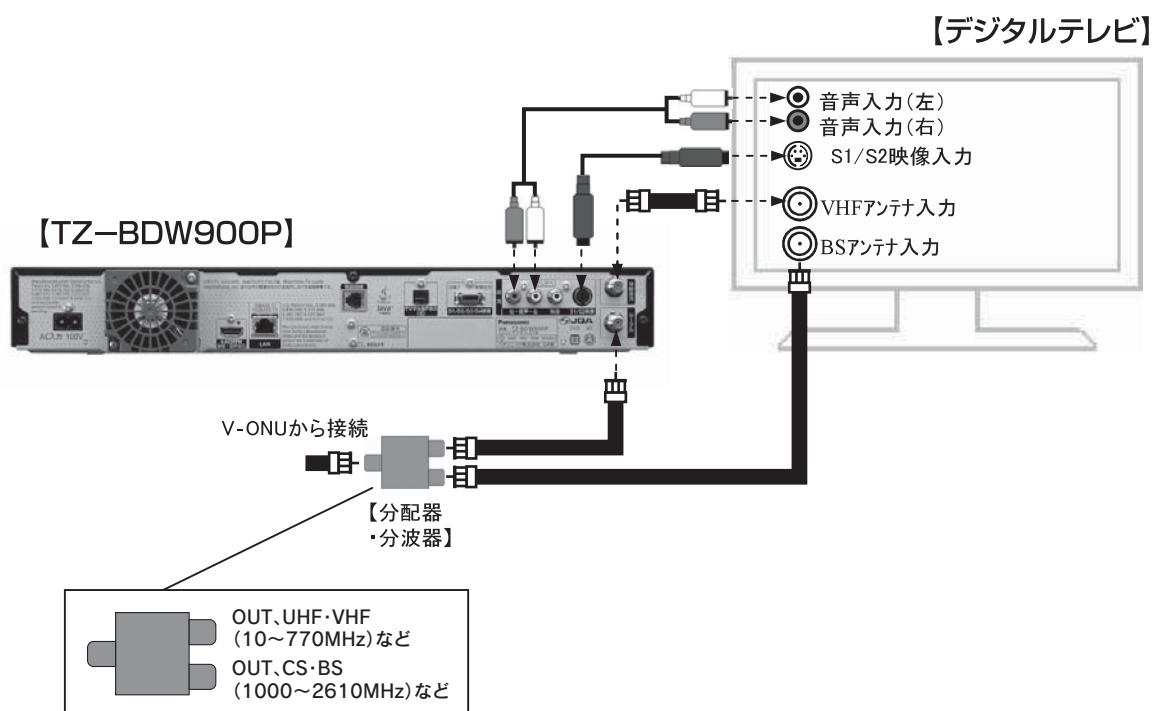 【デジタルテレビ】
音声入力(左)
音声入力(右)
S1/S2映像入力
VHFアンテナ入力
BSアンテナ入力
【TZ-BDW900P】
AC入力 100V
LAN
Java
Panasonic
JQA
V-ONUから接続
【分配器
・分波器】
OUT、UHF・VHF
(10~770MHz)など
OUT、CS・BS
(1000~2610MHz)など